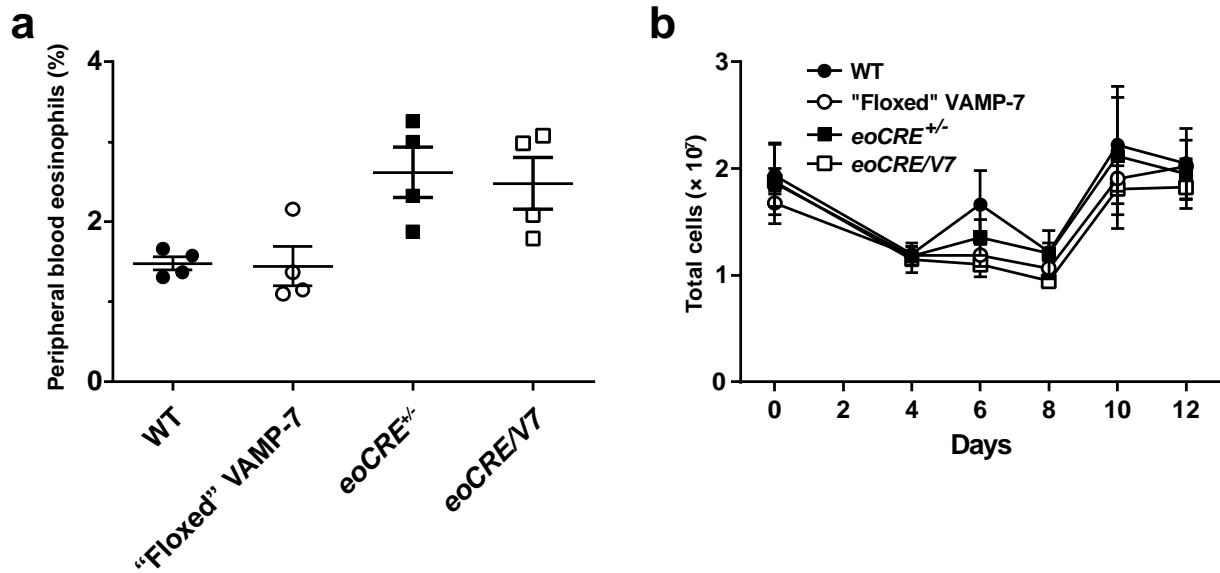 a
Peripheral blood eosinophils (%)
4
2
0
WT
“Floxed” VAMP-7
eoCRE+/-
eoCRE/V7
b
Total cells (× 10⁷)
3
2
1
0
WT
"Floxed" VAMP-7
eoCRE+/-
eoCRE/V7
0 2 4 6 8 10 12
Days